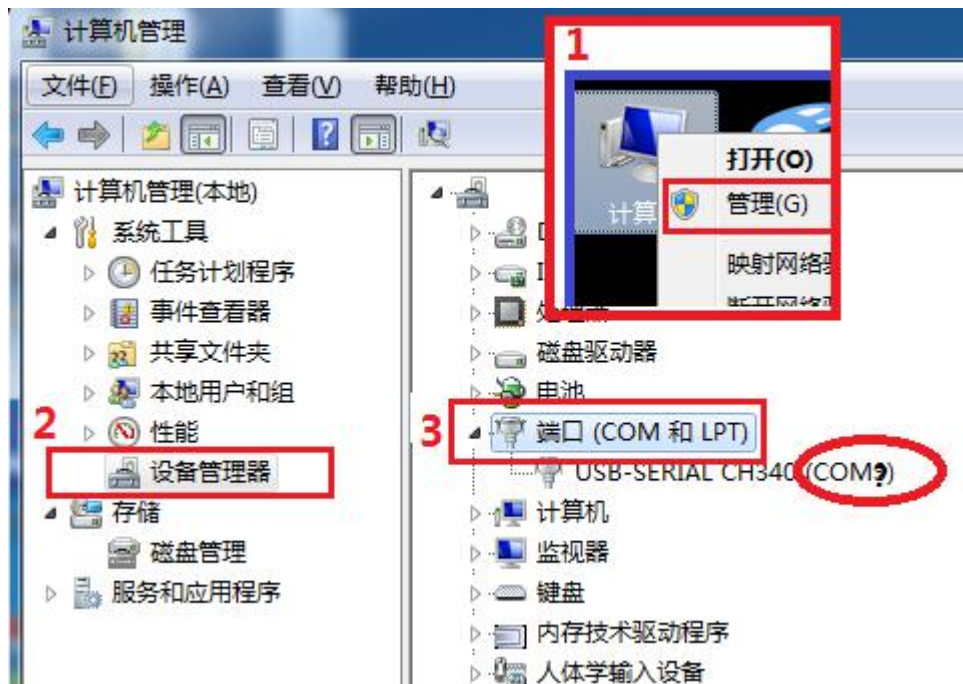 计算机管理
文件(F) 操作(A) 查看(V) 帮助(H)
1
打开(O)
管理(G)
映射网络
计算机管理(本地)
系统工具
任务计划程序
事件查看器
共享文件夹
本地用户和组
2
性能
设备管理器
存储
磁盘管理
服务和应用程序
磁盘驱动器
电池
3
端口 (COM 和 LPT)
USB-SERIAL CH340 (COM?)
计算机
监视器
键盘
内存技术驱动程序
人体学输入设备